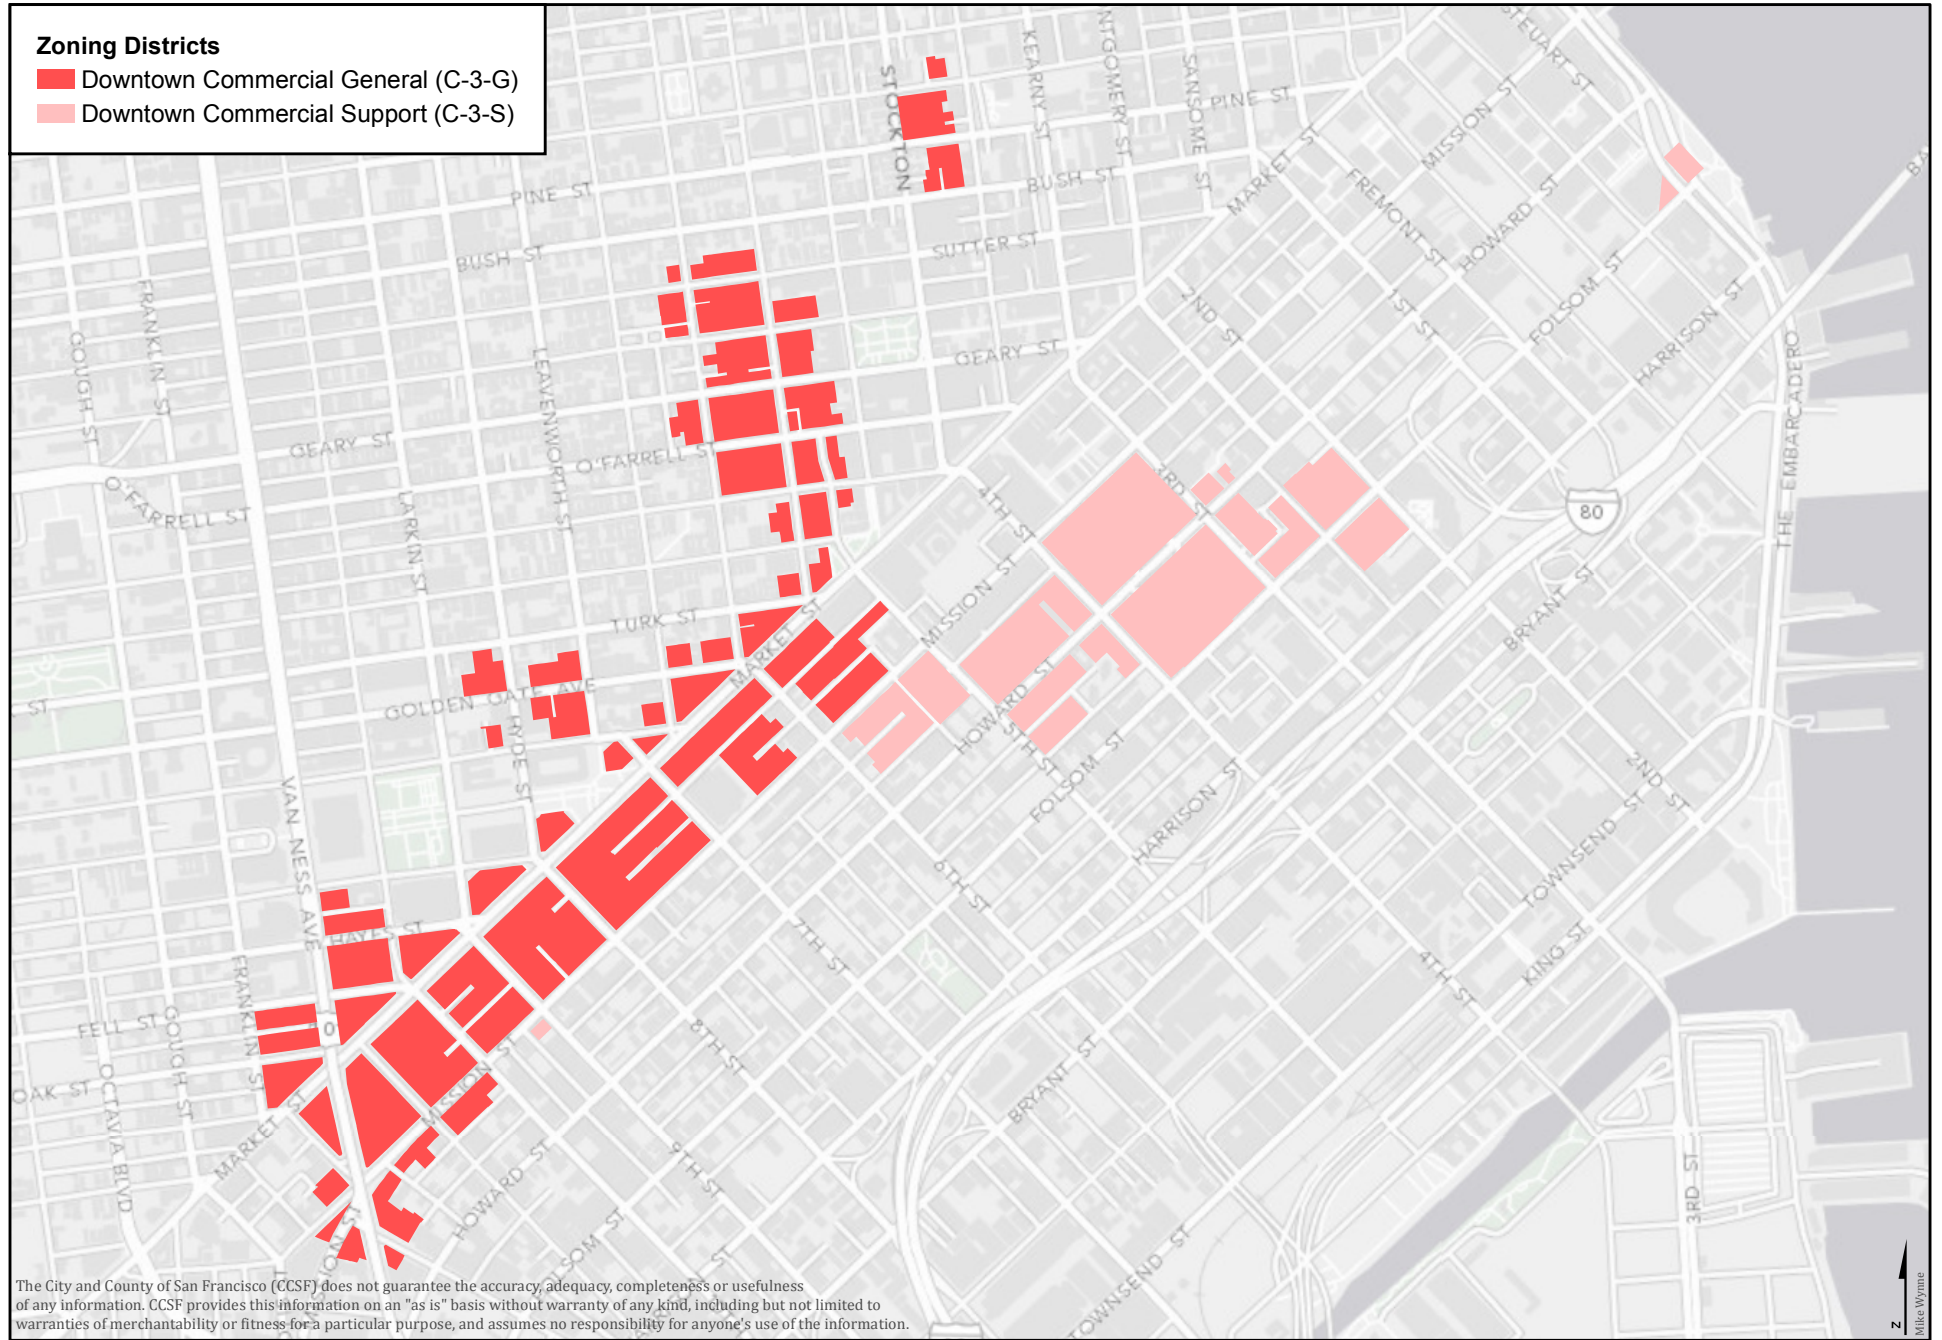 Zoning Districts
Downtown Commercial General (C-3-G)
Downtown Commercial Support (C-3-S)
STOCKTON
KEARNY ST
NTGOMERY ST
SANSOME ST
STEUART ST
PINE ST
MISSION ST
MARKET ST
BUSH ST
PINE ST
FREMONT ST
HOWARD ST
BUSH ST
SUTTER ST
FOLSOM ST
FRANKLIN ST
GOUGH ST
LEAVENWORTH ST
2ND ST
1ST ST
HARRISON ST
GEARY ST
THE EMBARCADERO
GEARY ST
O'FARRELL ST
O'FARRELL ST
LARKIN ST
3RD ST
4TH ST
80
MISSION ST
TURK ST
MARKET ST
BRYANT ST
ST
GOLDEN GATE AVE
HYDE ST
HOWARD ST
5TH ST
FOLSOM ST
HARRISON ST
2ND ST
TOWNSEND ST
VAN NESS AVE
6TH ST
HAYES ST
7TH ST
4TH ST
KING ST
FRANKLIN ST
FELL ST
GOUGH ST
0
8TH ST
OAK ST
OCTAVIA BLVD
MISSION ST
BRYANT ST
MARKET ST
9TH ST
HOWARD ST
3RD ST
FOLSOM ST
MISSION ST
TOWNSEND ST
The City and County of San Francisco (CCSF) does not guarantee the accuracy, adequacy, completeness or usefulness
of any information. CCSF provides this information on an "as is" basis without warranty of any kind, including but not limited to
warranties of merchantability or fitness for a particular purpose, and assumes no responsibility for anyone's use of the information.
Z
Mike Wynne